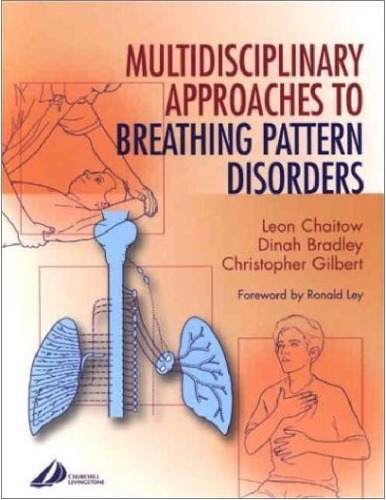 MULTIDISCIPLINARY
APPROACHES TO
BREATHING PATTERN
DISORDERS
Leon Chaitow
Dinah Bradley
Christopher Gilbert
Foreword by Ronald Ley
CHURCHILL
LIVINGSTONE